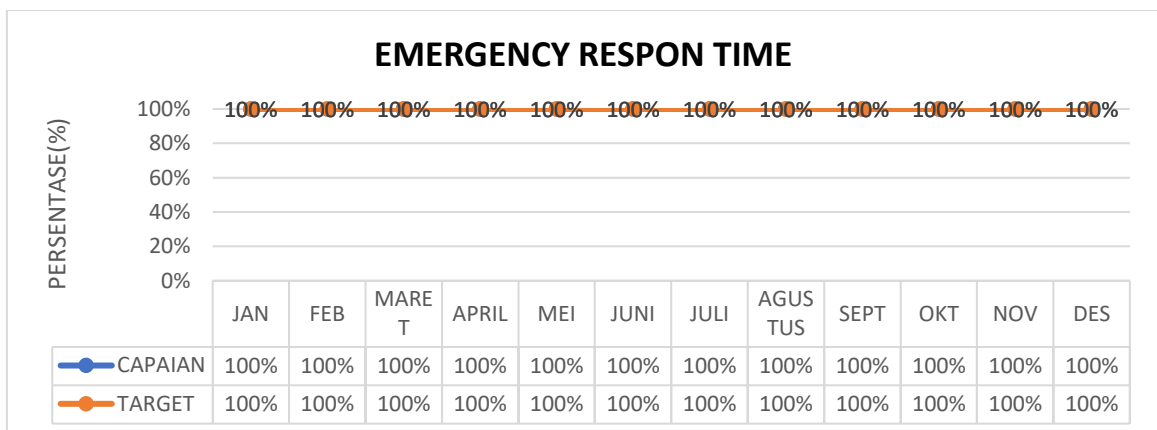 EMERGENCY RESPON TIME
PERSENTASE(%)
100%
80%
60%
40%
20%
0%
100% 100% 100% 100% 100% 100% 100% 100% 100% 100% 100% 100%
JAN FEB MARE APRIL MEI JUNI JULI AGUS SEPT OKT NOV DES
T TUS
CAPAIAN 100% 100% 100% 100% 100% 100% 100% 100% 100% 100% 100% 100%
TARGET 100% 100% 100% 100% 100% 100% 100% 100% 100% 100% 100% 100%